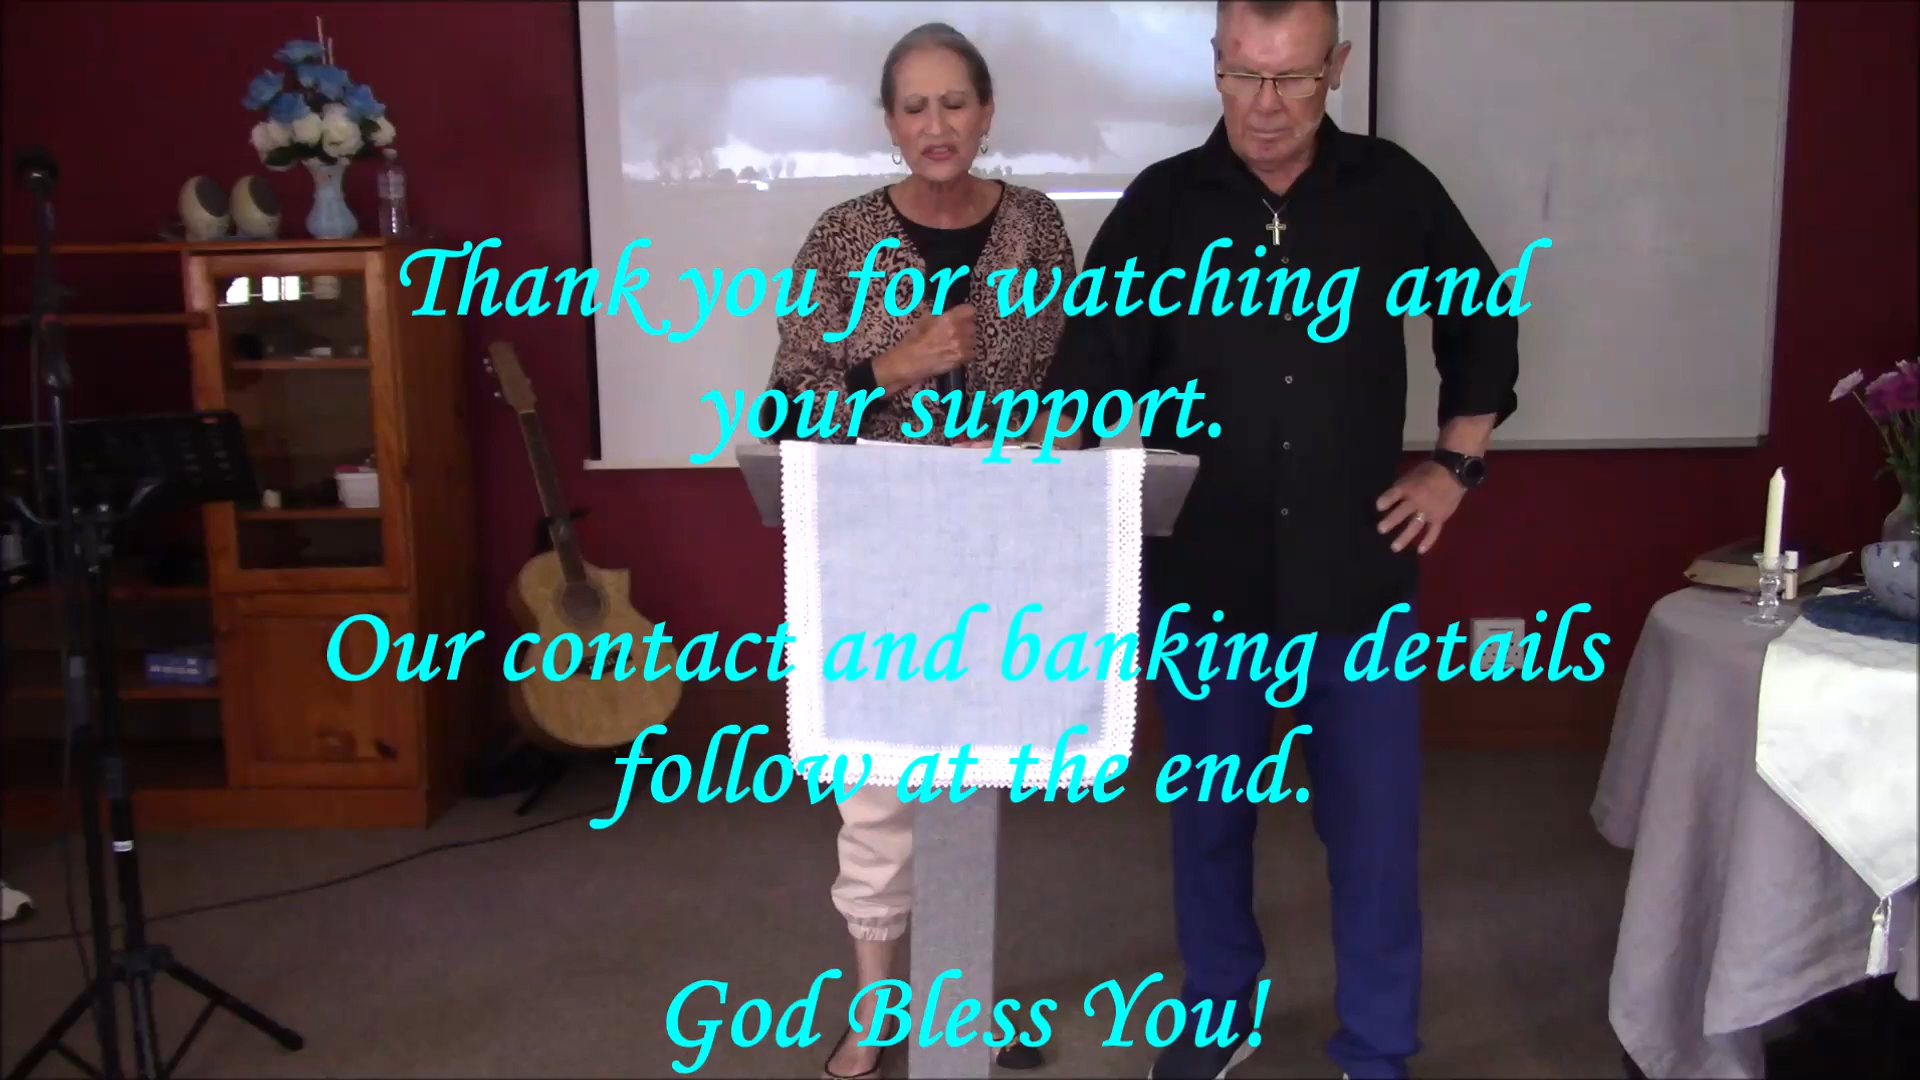 Thank you for watching and
your support.
Our contact and banking details
follow at the end.
God Bless You!